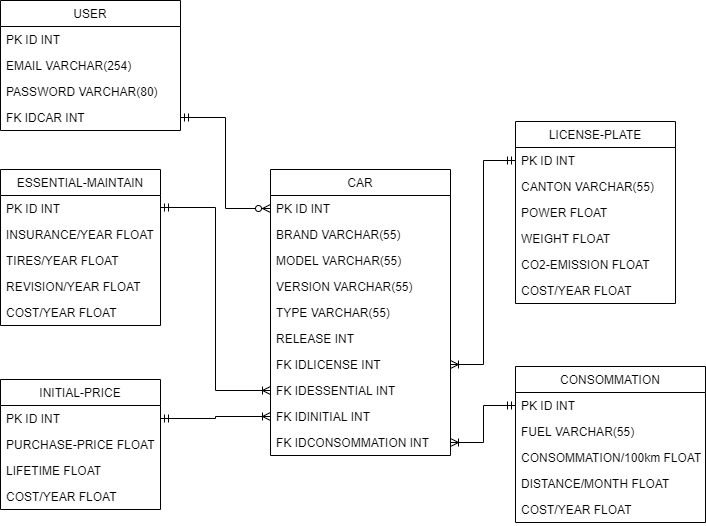 USER
PK ID INT
EMAIL VARCHAR(254)
PASSWORD VARCHAR(80)
FK IDCAR INT
ESSENTIAL-MAINTAIN
PK ID INT
INSURANCE/YEAR FLOAT
TIRES/YEAR FLOAT
REVISION/YEAR FLOAT
COST/YEAR FLOAT
INITIAL-PRICE
PK ID INT
PURCHASE-PRICE FLOAT
LIFETIME FLOAT
COST/YEAR FLOAT
CAR
PK ID INT
BRAND VARCHAR(55)
MODEL VARCHAR(55)
VERSION VARCHAR(55)
TYPE VARCHAR(55)
RELEASE INT
FK IDLICENSE INT
FK IDESSENTIAL INT
FK IDINITIAL INT
FK IDCONSOMMATION INT
LICENSE-PLATE
PK ID INT
CANTON VARCHAR(55)
POWER FLOAT
WEIGHT FLOAT
CO2-EMISSION FLOAT
COST/YEAR FLOAT
CONSOMMATION
PK ID INT
FUEL VARCHAR(55)
CONSOMMATION/100km FLOAT
DISTANCE/MONTH FLOAT
COST/YEAR FLOAT